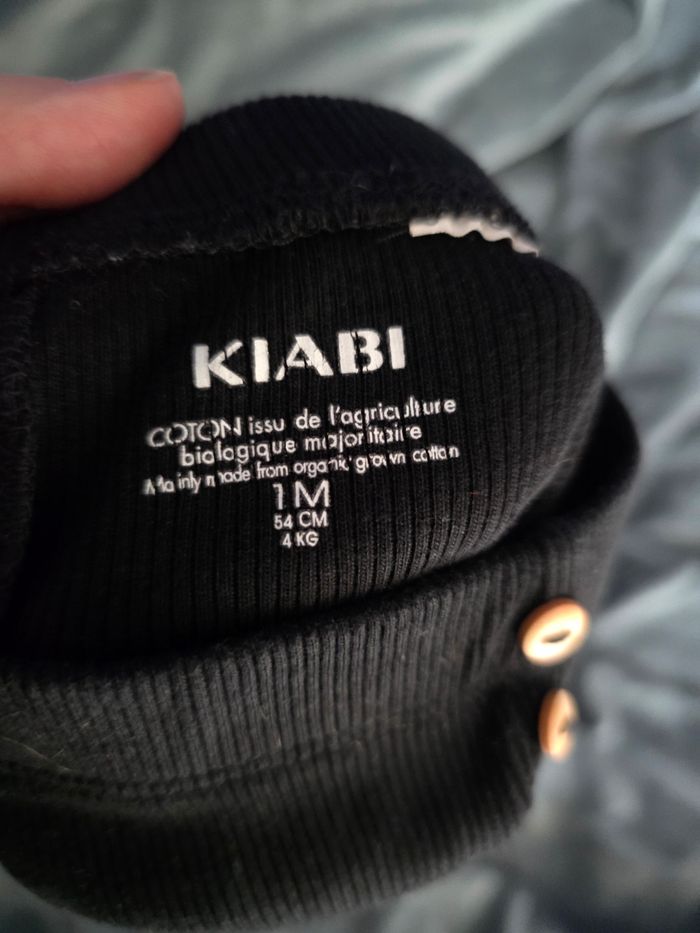 KIABI
COTON issu de l'agriculture
biologique majoritaire
Mainly made from organic grown cotton
1M
54 CM
4 KG